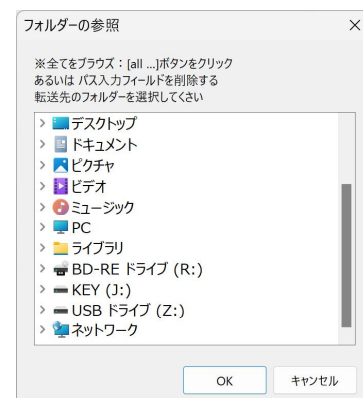 フォルダーの参照
※全てをブラウズ：[all ...]ボタンをクリック
あるいは パス入力フィールドを削除する
転送先のフォルダーを選択してくさい
デスクトップ
ドキュメント
ピクチャ
ビデオ
ミュージック
PC
ライブラリ
BD-RE ドライブ (R:)
KEY (J:)
USB ドライブ (Z:)
ネットワーク
OK
キャンセル